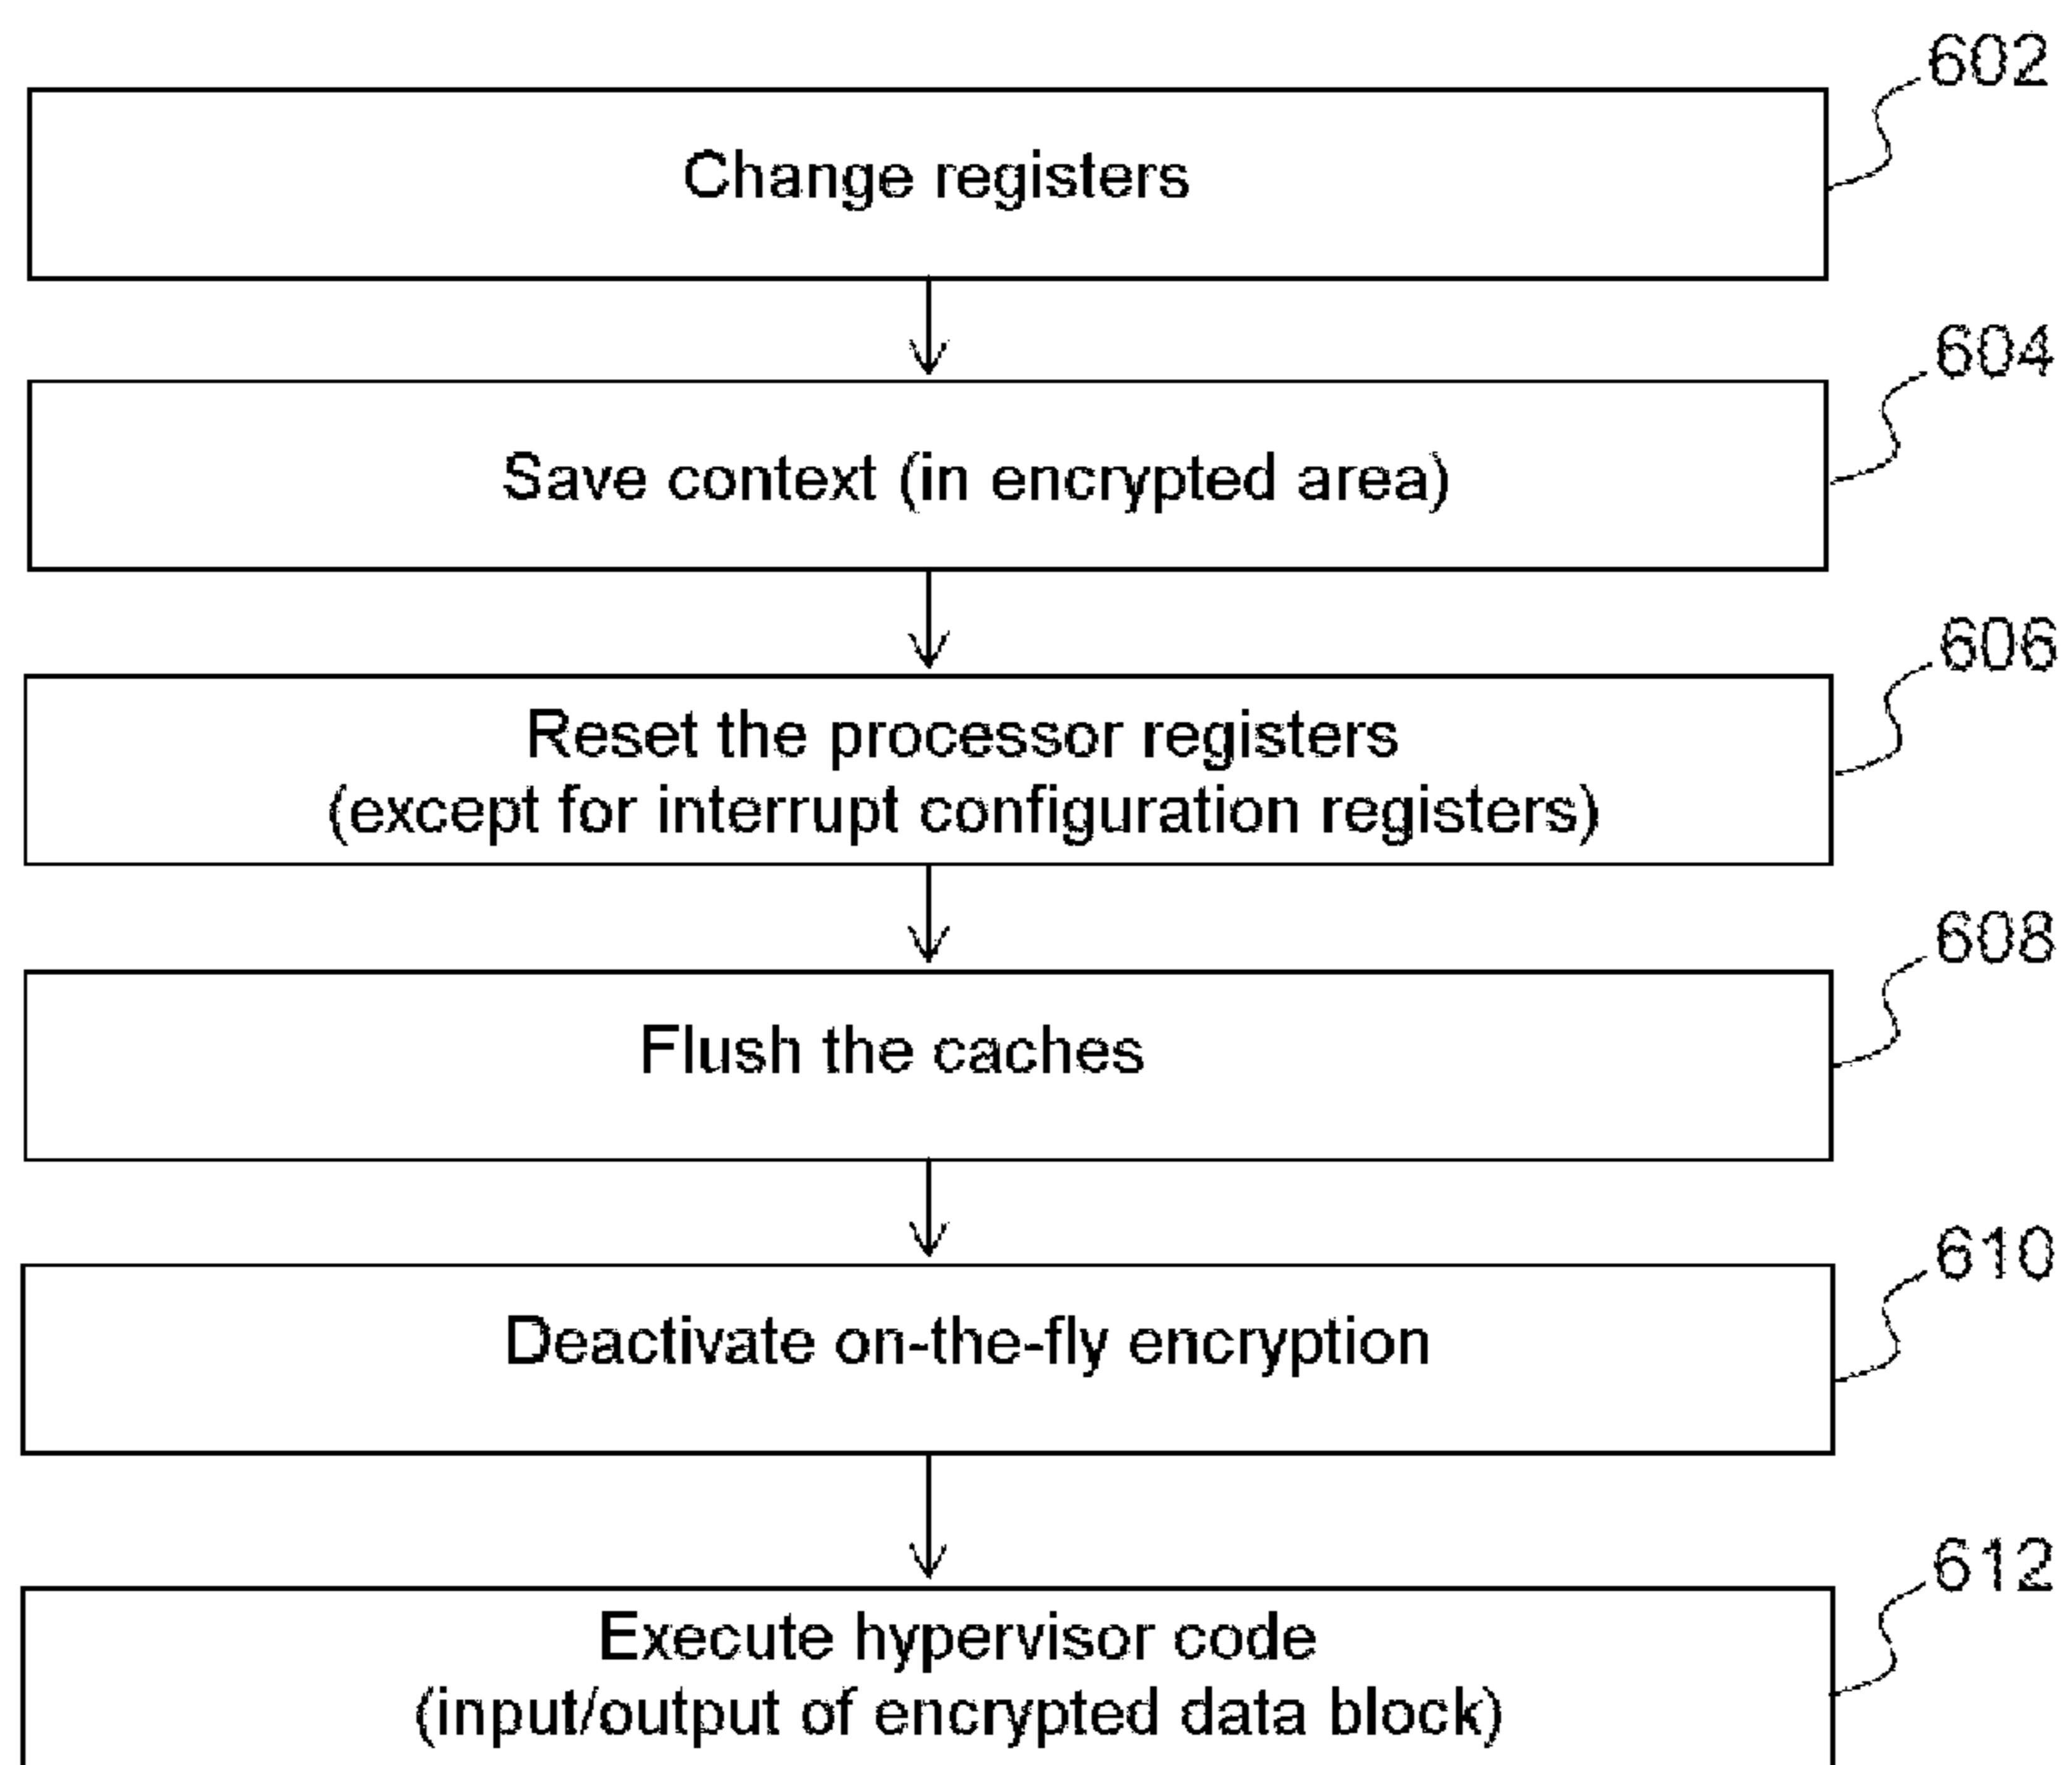 602
Change registers
604
Save context (in encrypted area)
606
Reset the processor registers
(except for interrupt configuration registers)
608
Flush the caches
610
Deactivate on-the-fly encryption
612
Execute hypervisor code
(input/output of encrypted data block)